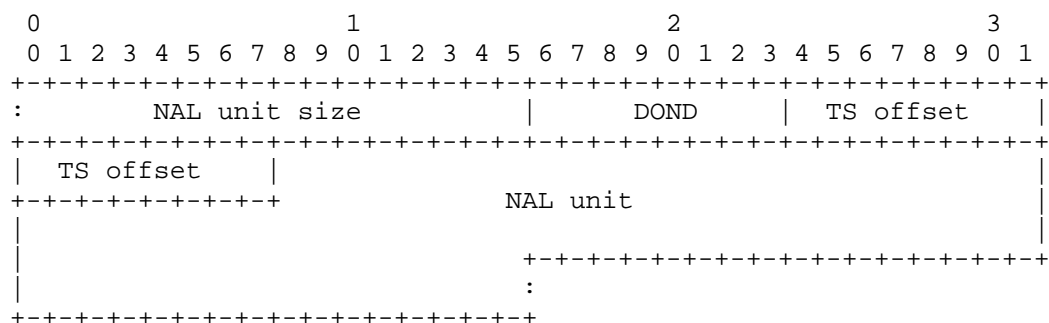 0                   1                   2                   3
 0 1 2 3 4 5 6 7 8 9 0 1 2 3 4 5 6 7 8 9 0 1 2 3 4 5 6 7 8 9 0 1
+-+-+-+-+-+-+-+-+-+-+-+-+-+-+-+-+-+-+-+-+-+-+-+-+-+-+-+-+-+-+-+-+
:        NAL unit size          |      DOND     |  TS offset    |
+-+-+-+-+-+-+-+-+-+-+-+-+-+-+-+-+-+-+-+-+-+-+-+-+-+-+-+-+-+-+-+-+
|  TS offset    |                                               |
+-+-+-+-+-+-+-+-+              NAL unit                         |
|                                                               |
|                               +-+-+-+-+-+-+-+-+-+-+-+-+-+-+-+-+
|                               :
+-+-+-+-+-+-+-+-+-+-+-+-+-+-+-+-+